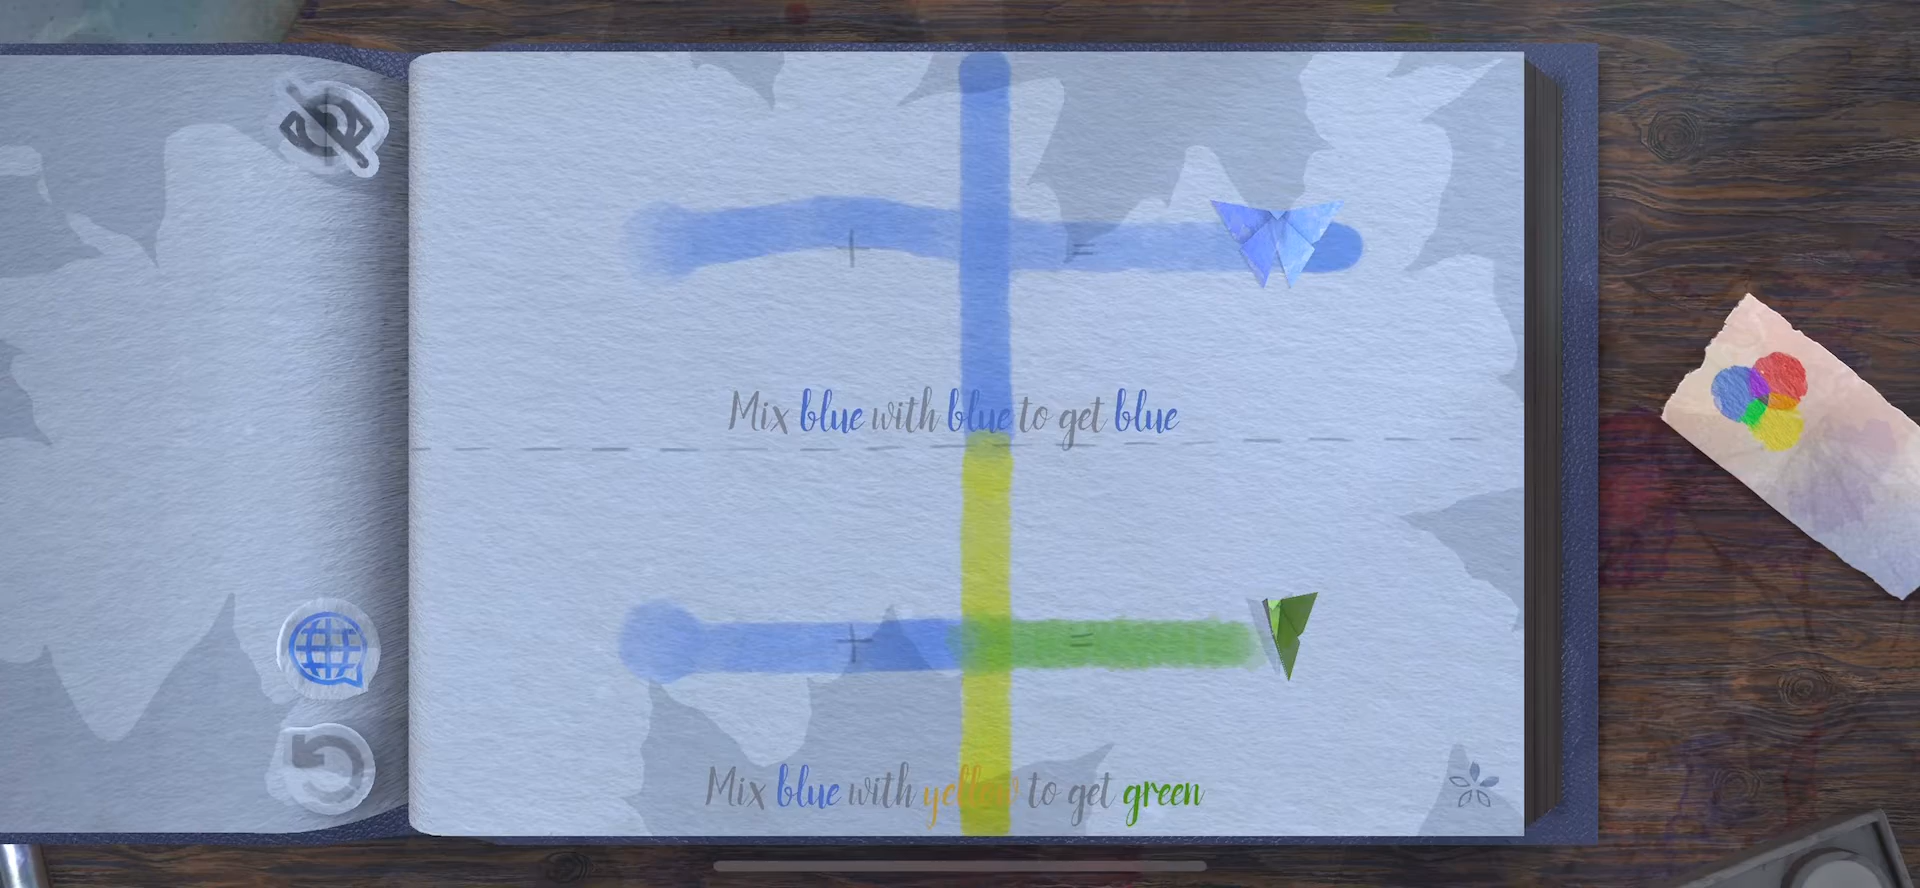 + =
Mix blue with blue to get blue
+ =
Mix blue with yellow to get green